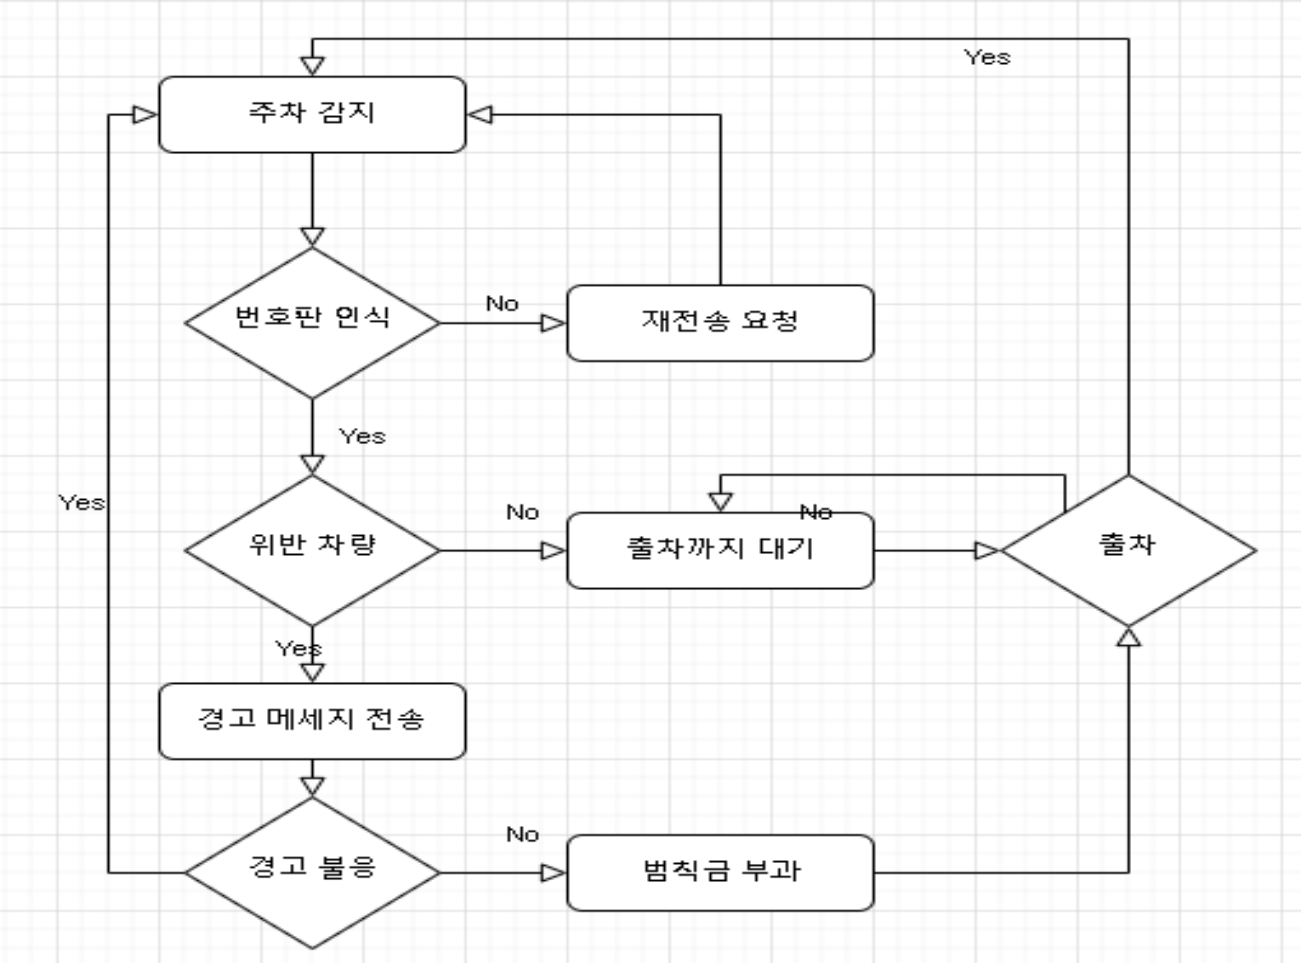 Yes
주차 감지
번호판 인식
No
재전송 요청
Yes
Yes
위반 차량
No
출차까지 대기
No
출차
Yes
경고 메세지 전송
경고 불응
No
범칙금 부과